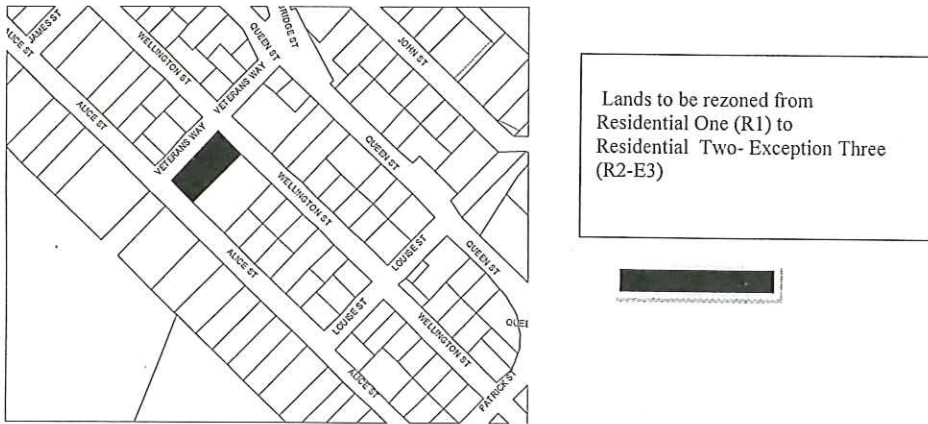 JAMES ST
ALICE ST
WELLINGTON ST
QUEEN ST
BRIDGE ST
JOHN ST
ALICE ST
VETERANS WAY
VETERANS WAY
QUEEN ST
WELLINGTON ST
ALICE ST
LOUISE ST
QUEEN ST
LOUISE ST
WELLINGTON ST
ALICE ST
PATRICK ST
Lands to be rezoned from
Residential One (R1) to
Residential Two- Exception Three
(R2-E3)